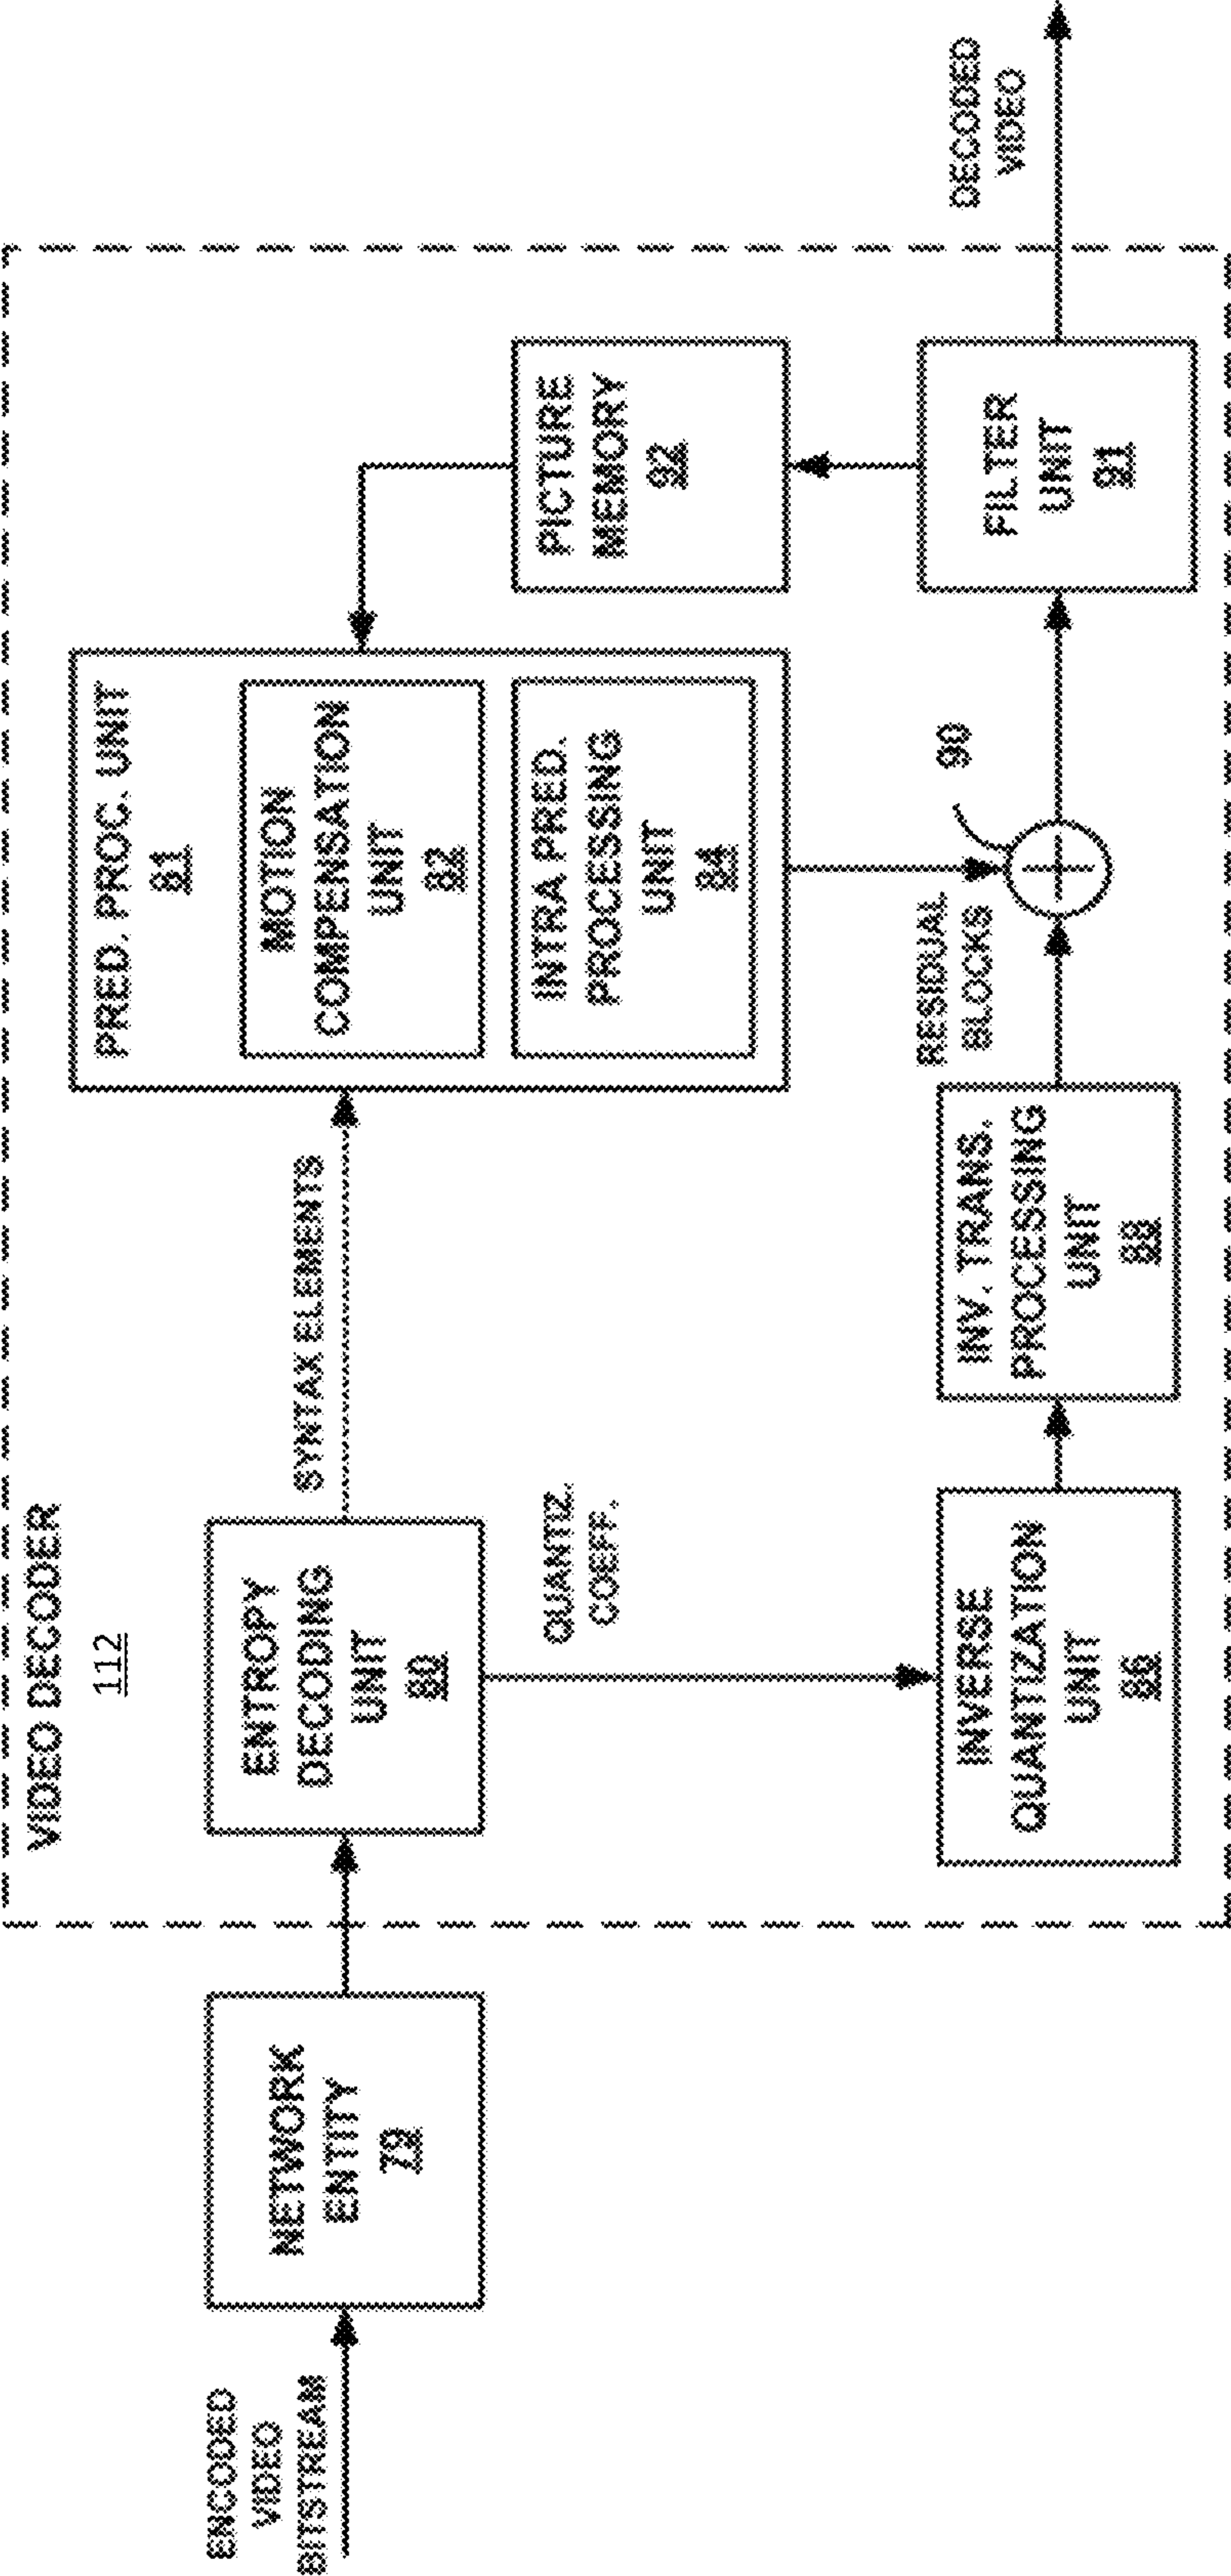 VIDEO DECODER
112
ENCODED
VIDEO
BITSTREAM
NETWORK
ENTITY
79
ENTROPY
DECODING
UNIT
80
SYNTAX ELEMENTS
PRED. PROC. UNIT
81
MOTION
COMPENSATION
UNIT
82
INTRA PRED.
PROCESSING
UNIT
84
PICTURE
MEMORY
92
QUANTIZ.
COEFF.
INVERSE
QUANTIZATION
UNIT
86
INV. TRANS.
PROCESSING
UNIT
88
RESIDUAL
BLOCKS
90
FILTER
UNIT
91
DECODED
VIDEO